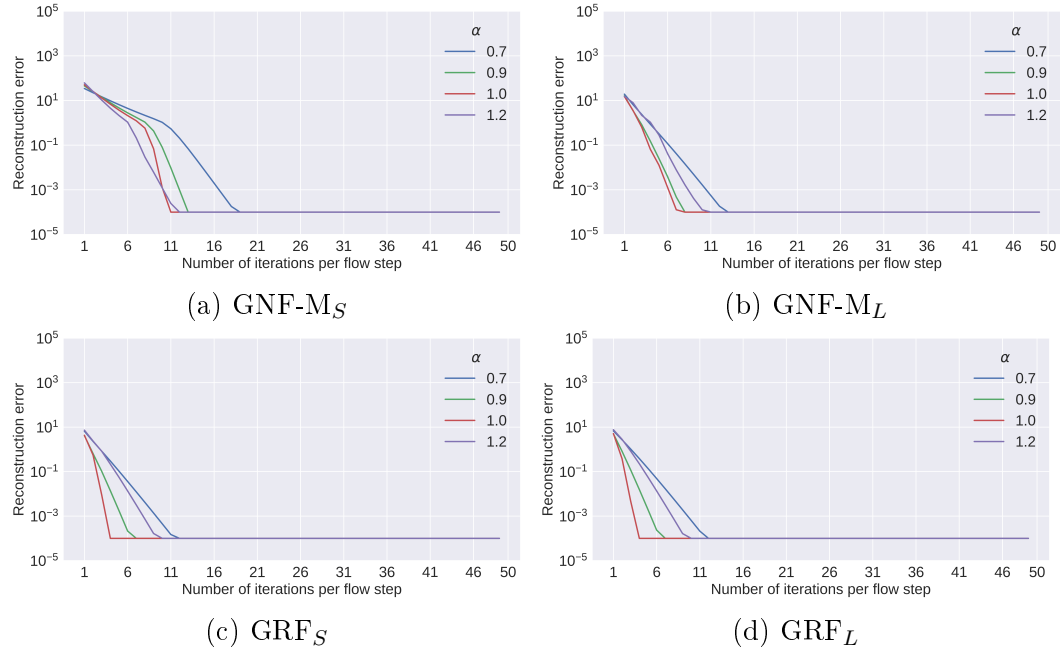 10^5
10^3
10^1
10^-1
10^-3
10^-5
Reconstruction error
α
0.7
0.9
1.0
1.2
1 6 11 16 21 26 31 36 41 46 50
Number of iterations per flow step
(a) GNF-M_S
10^5
10^3
10^1
10^-1
10^-3
10^-5
Reconstruction error
α
0.7
0.9
1.0
1.2
1 6 11 16 21 26 31 36 41 46 50
Number of iterations per flow step
(b) GNF-M_L
10^5
10^3
10^1
10^-1
10^-3
10^-5
Reconstruction error
α
0.7
0.9
1.0
1.2
1 6 11 16 21 26 31 36 41 46 50
Number of iterations per flow step
(c) GRF_S
10^5
10^3
10^1
10^-1
10^-3
10^-5
Reconstruction error
α
0.7
0.9
1.0
1.2
1 6 11 16 21 26 31 36 41 46 50
Number of iterations per flow step
(d) GRF_L